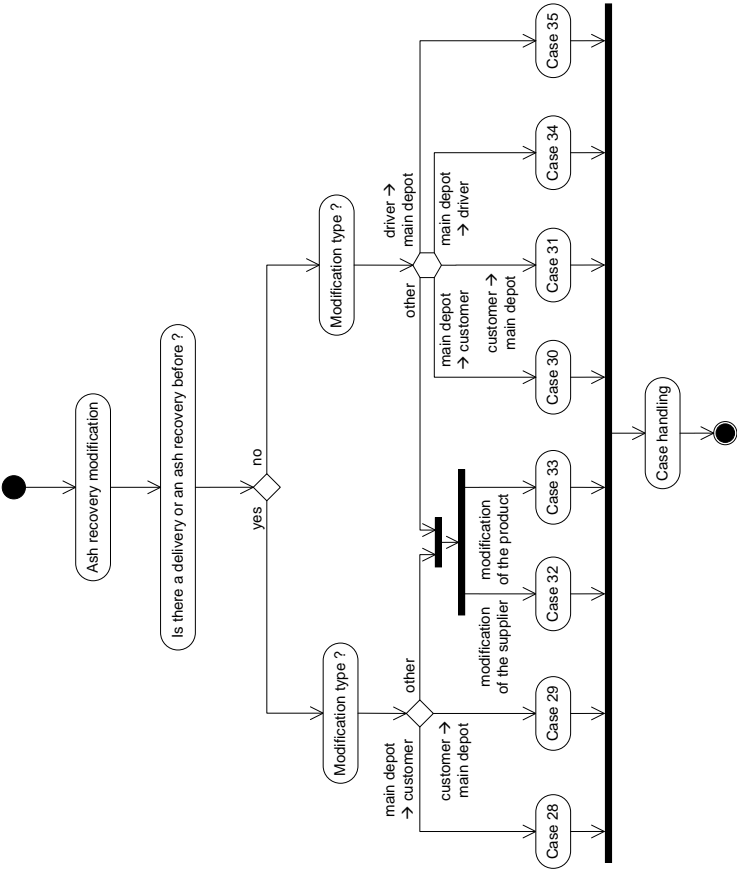 Ash recovery modification
Is there a delivery or an ash recovery before ?
yes
no
Modification type ?
Modification type ?
main depot
→ customer
customer →
main depot
other
other
main depot
→ customer
customer →
main depot
main depot
→ driver
driver →
main depot
modification
of the supplier
modification
of the product
Case 28
Case 29
Case 32
Case 33
Case 30
Case 31
Case 34
Case 35
Case handling